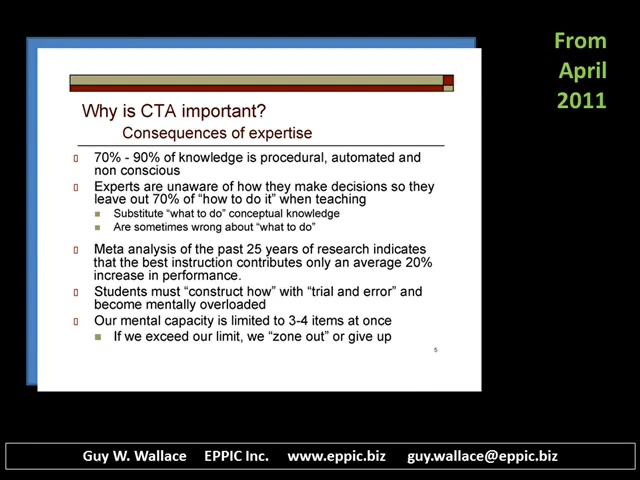 From
April
2011
Why is CTA important?
Consequences of expertise
70% - 90% of knowledge is procedural, automated and
non conscious
Experts are unaware of how they make decisions so they
leave out 70% of “how to do it” when teaching
Substitute “what to do” conceptual knowledge
Are sometimes wrong about “what to do”
Meta analysis of the past 25 years of research indicates
that the best instruction contributes only an average 20%
increase in performance.
Students must “construct how” with “trial and error” and
become mentally overloaded
Our mental capacity is limited to 3-4 items at once
If we exceed our limit, we “zone out” or give up
5
Guy W. Wallace EPPIC Inc. www.eppic.biz guy.wallace@eppic.biz